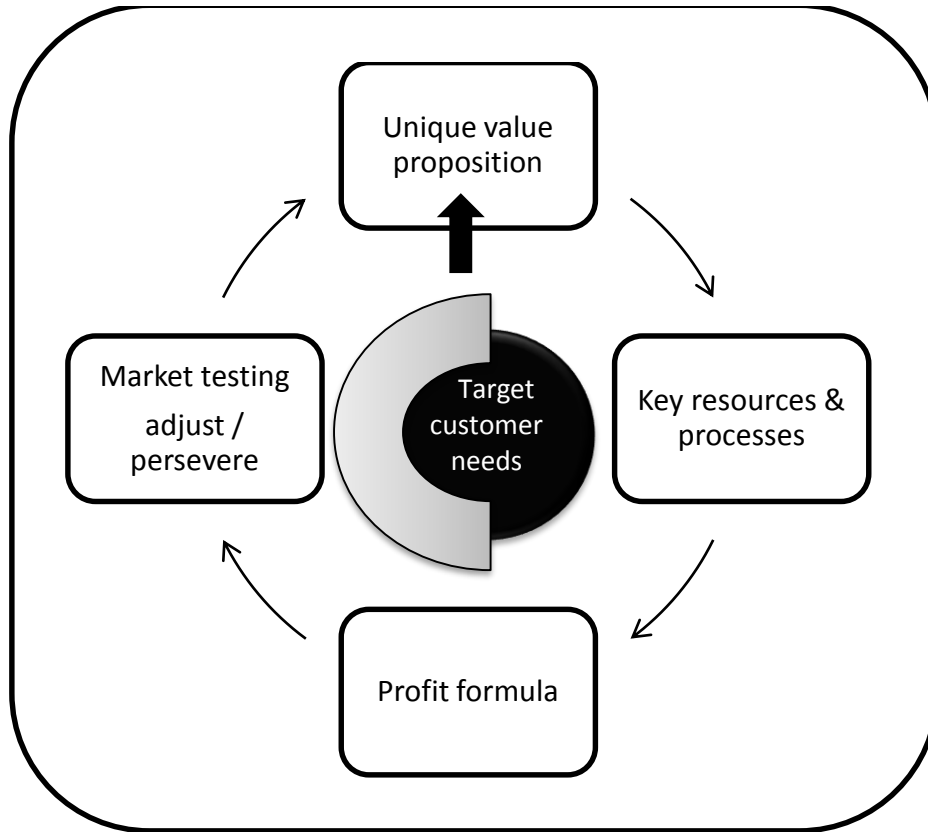 Unique value
proposition
Market testing
adjust /
persevere
Target
customer
needs
Key resources &
processes
Profit formula